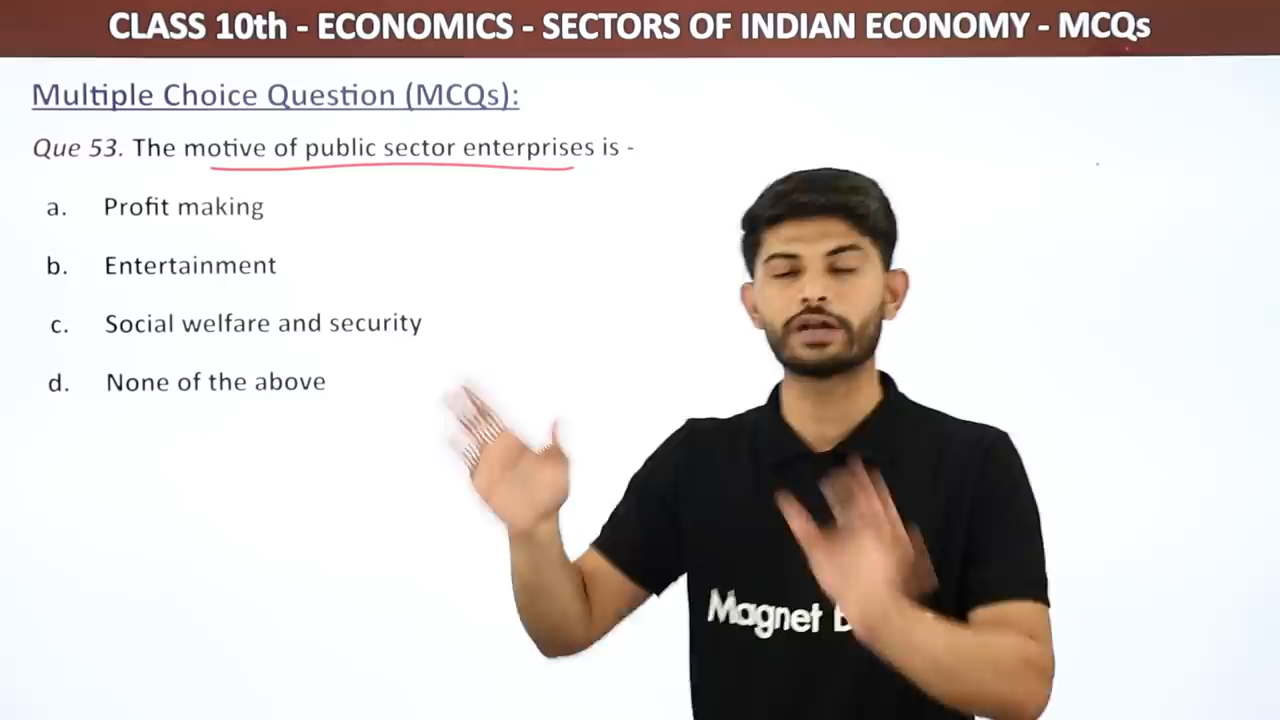 CLASS 10th - ECONOMICS - SECTORS OF INDIAN ECONOMY - MCQs
Multiple Choice Question (MCQs):
Que 53. The motive of public sector enterprises is -
a. Profit making
b. Entertainment
c. Social welfare and security
d. None of the above
Magnet